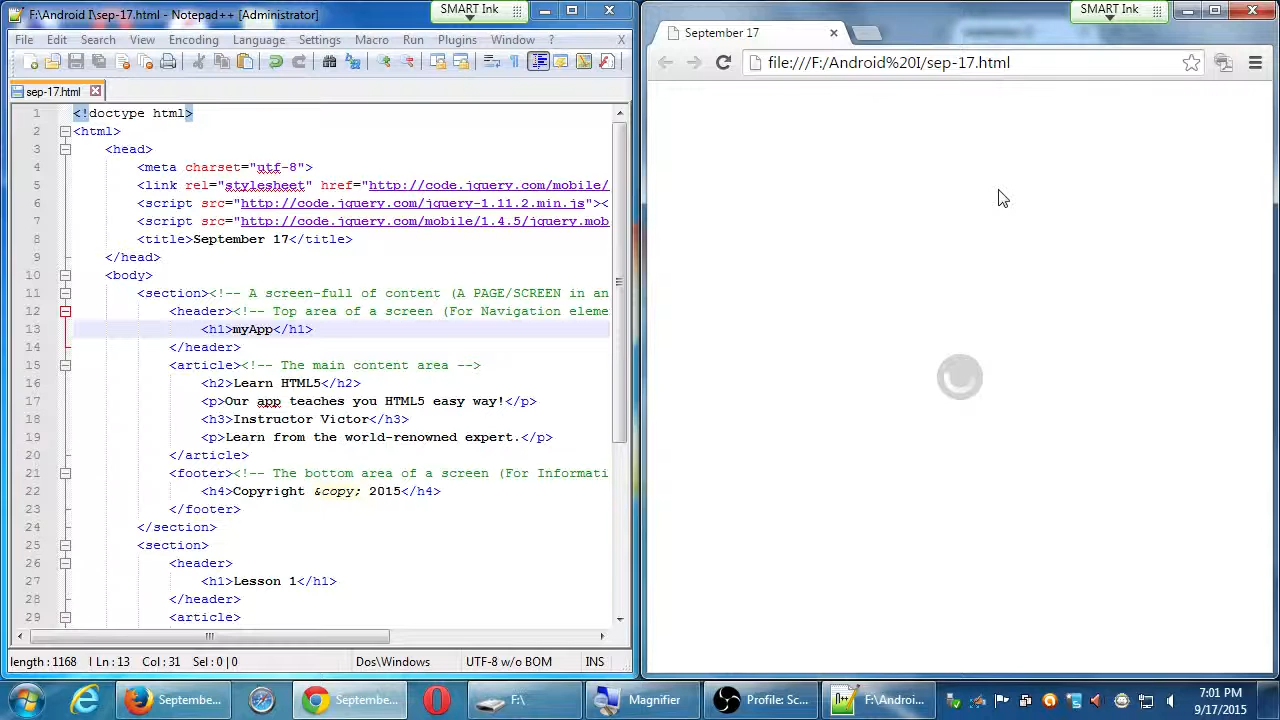 F:\Android I\sep-17.html - Notepad++ [Administrator]
SMART Ink
File Edit Search View Encoding Language Settings Macro Run Plugins Window ? X
sep-17.html
1 <!doctype html>
2 <html>
3 <head>
4 <meta charset="utf-8">
5 <link rel="stylesheet" href="http://code.jquery.com/mobile/
6 <script src="http://code.jquery.com/jquery-1.11.2.min.js"><
7 <script src="http://code.jquery.com/mobile/1.4.5/jquery.mob
8 <title>September 17</title>
9 </head>
10 <body>
11 <section><!-- A screen-full of content (A PAGE/SCREEN in an
12 <header><!-- Top area of a screen (For Navigation eleme
13 <h1>myApp</h1>
14 </header>
15 <article><!-- The main content area -->
16 <h2>Learn HTML5</h2>
17 <p>Our app teaches you HTML5 easy way!</p>
18 <h3>Instructor Victor</h3>
19 <p>Learn from the world-renowned expert.</p>
20 </article>
21 <footer><!-- The bottom area of a screen (For Informati
22 <h4>Copyright &copy; 2015</h4>
23 </footer>
24 </section>
25 <section>
26 <header>
27 <h1>Lesson 1</h1>
28 </header>
29 <article>
length : 1168 l Ln : 13 Col : 31 Sel : 0 | 0 Dos\Windows UTF-8 w/o BOM INS
SMART Ink
September 17
file:///F:/Android%20I/sep-17.html
Septembe...
Septembe...
F:\
Magnifier
Profile: Sc...
F:\Androi...
7:01 PM
9/17/2015